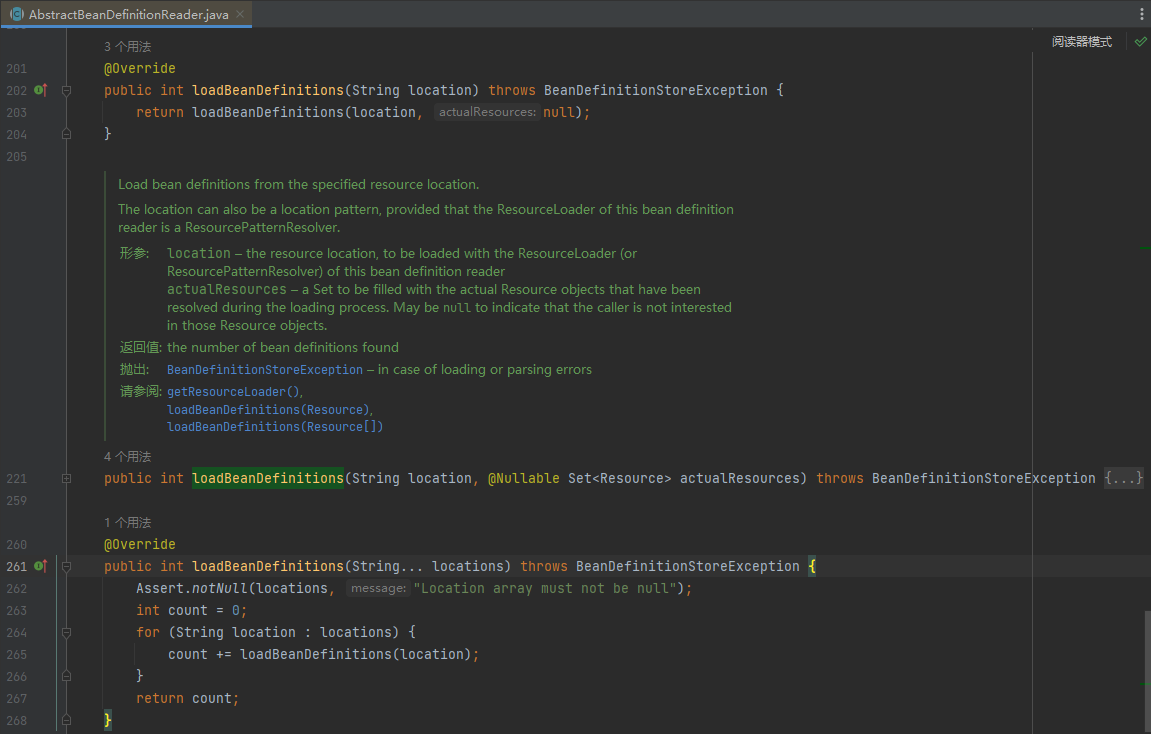 AbstractBeanDefinitionReader.java
阅读器模式
3 个用法
201 @Override
202 public int loadBeanDefinitions(String location) throws BeanDefinitionStoreException {
203 return loadBeanDefinitions(location, actualResources: null);
204 }
205
Load bean definitions from the specified resource location.
The location can also be a location pattern, provided that the ResourceLoader of this bean definition
reader is a ResourcePatternResolver.
形参: location – the resource location, to be loaded with the ResourceLoader (or
ResourcePatternResolver) of this bean definition reader
actualResources – a Set to be filled with the actual Resource objects that have been
resolved during the loading process. May be null to indicate that the caller is not interested
in those Resource objects.
返回值: the number of bean definitions found
抛出: BeanDefinitionStoreException – in case of loading or parsing errors
请参阅: getResourceLoader(),
loadBeanDefinitions(Resource),
loadBeanDefinitions(Resource[])
4 个用法
221 public int loadBeanDefinitions(String location, @Nullable Set<Resource> actualResources) throws BeanDefinitionStoreException {...}
259
1 个用法
260 @Override
261 public int loadBeanDefinitions(String... locations) throws BeanDefinitionStoreException {
262 Assert.notNull(locations, message: "Location array must not be null");
263 int count = 0;
264 for (String location : locations) {
265 count += loadBeanDefinitions(location);
266 }
267 return count;
268 }